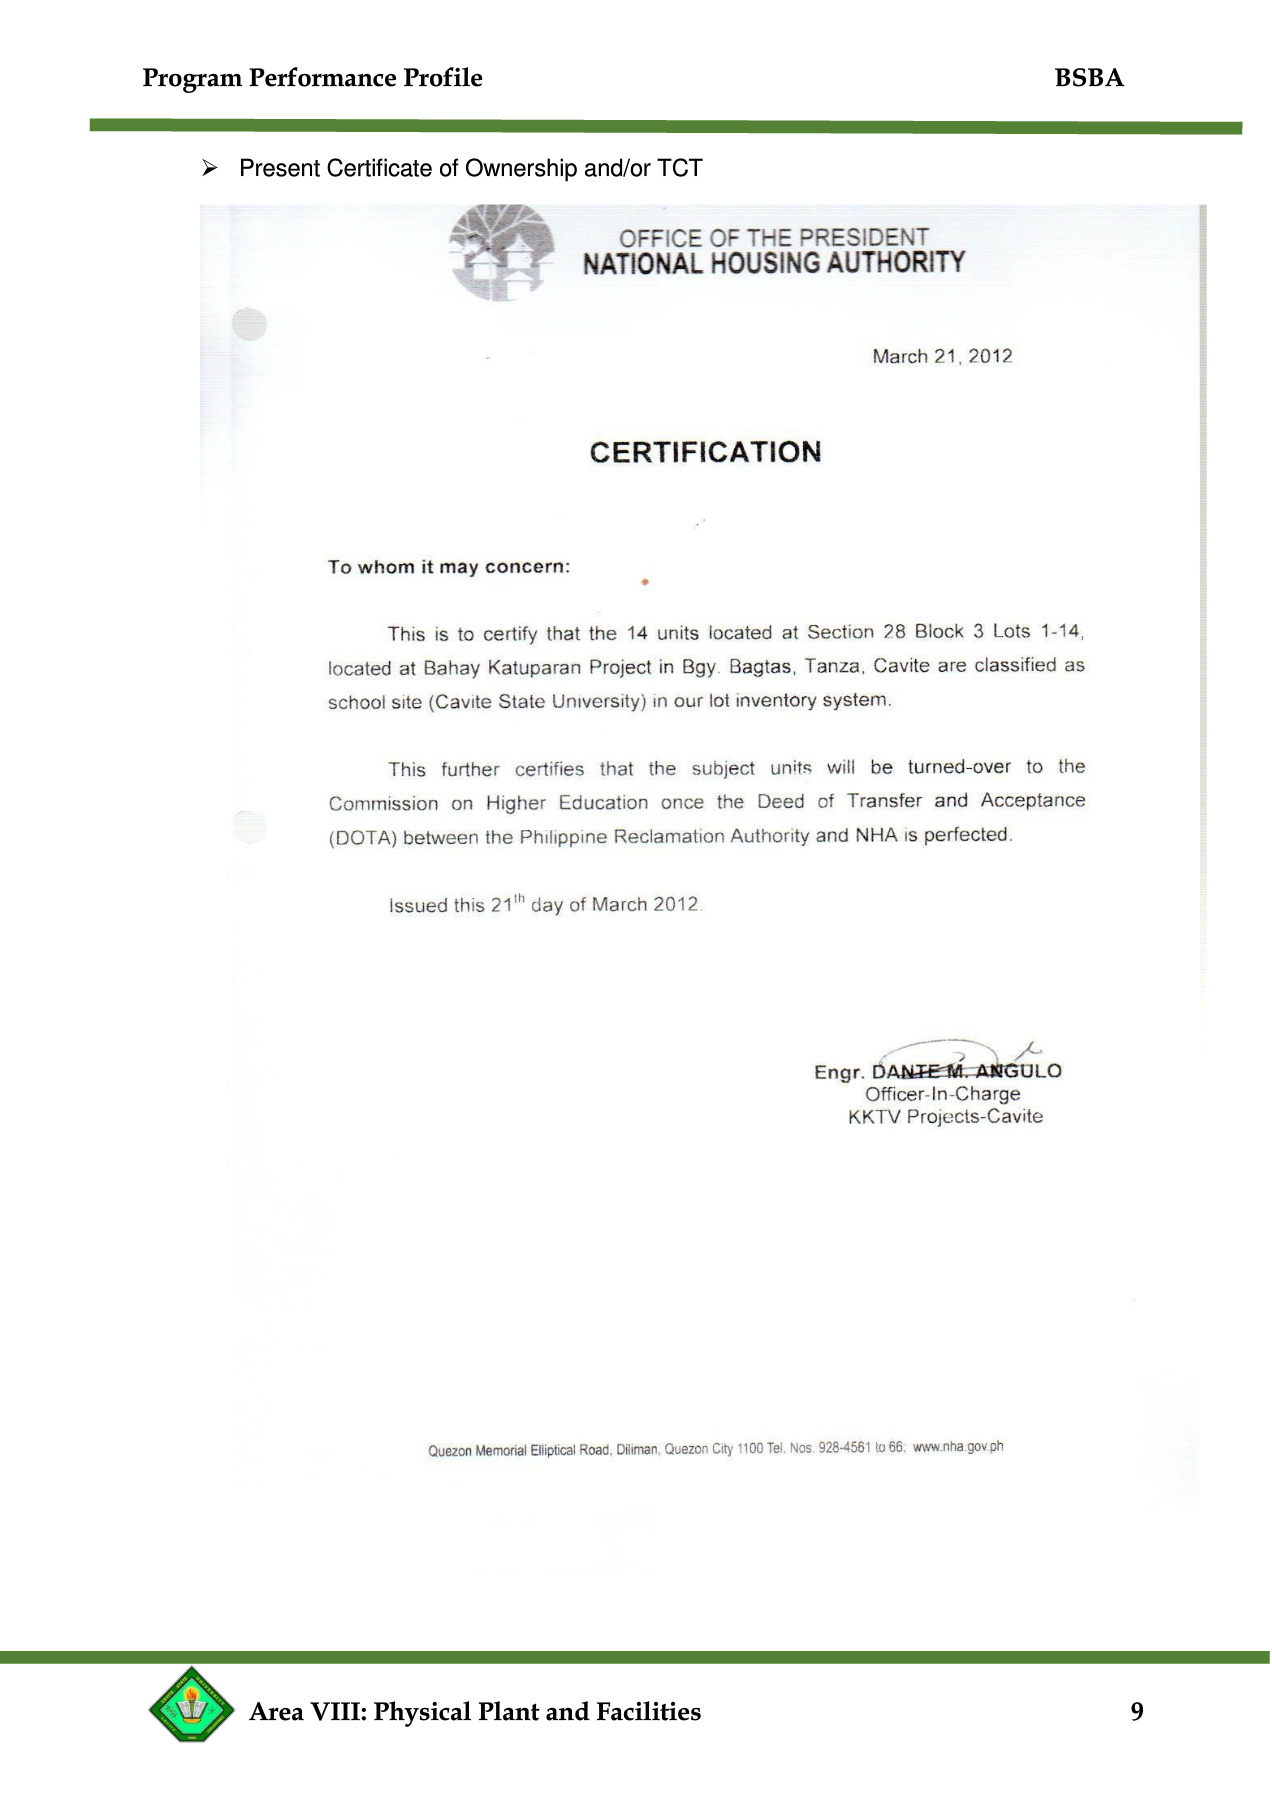 Program Performance Profile BSBA
➢ Present Certificate of Ownership and/or TCT
OFFICE OF THE PRESIDENT
NATIONAL HOUSING AUTHORITY
March 21, 2012
CERTIFICATION
To whom it may concern:
This is to certify that the 14 units located at Section 28 Block 3 Lots 1-14,
located at Bahay Katuparan Project in Bgy. Bagtas, Tanza, Cavite are classified as
school site (Cavite State University) in our lot inventory system.
This further certifies that the subject units will be turned-over to the
Commission on Higher Education once the Deed of Transfer and Acceptance
(DOTA) between the Philippine Reclamation Authority and NHA is perfected.
Issued this 21th day of March 2012.
Engr. DANTE M. ANGULO
Officer-In-Charge
KKTV Projects-Cavite
Quezon Memorial Elliptical Road, Diliman, Quezon City 1100 Tel. Nos. 928-4561 to 66; www.nha.gov.ph
Area VIII: Physical Plant and Facilities 9